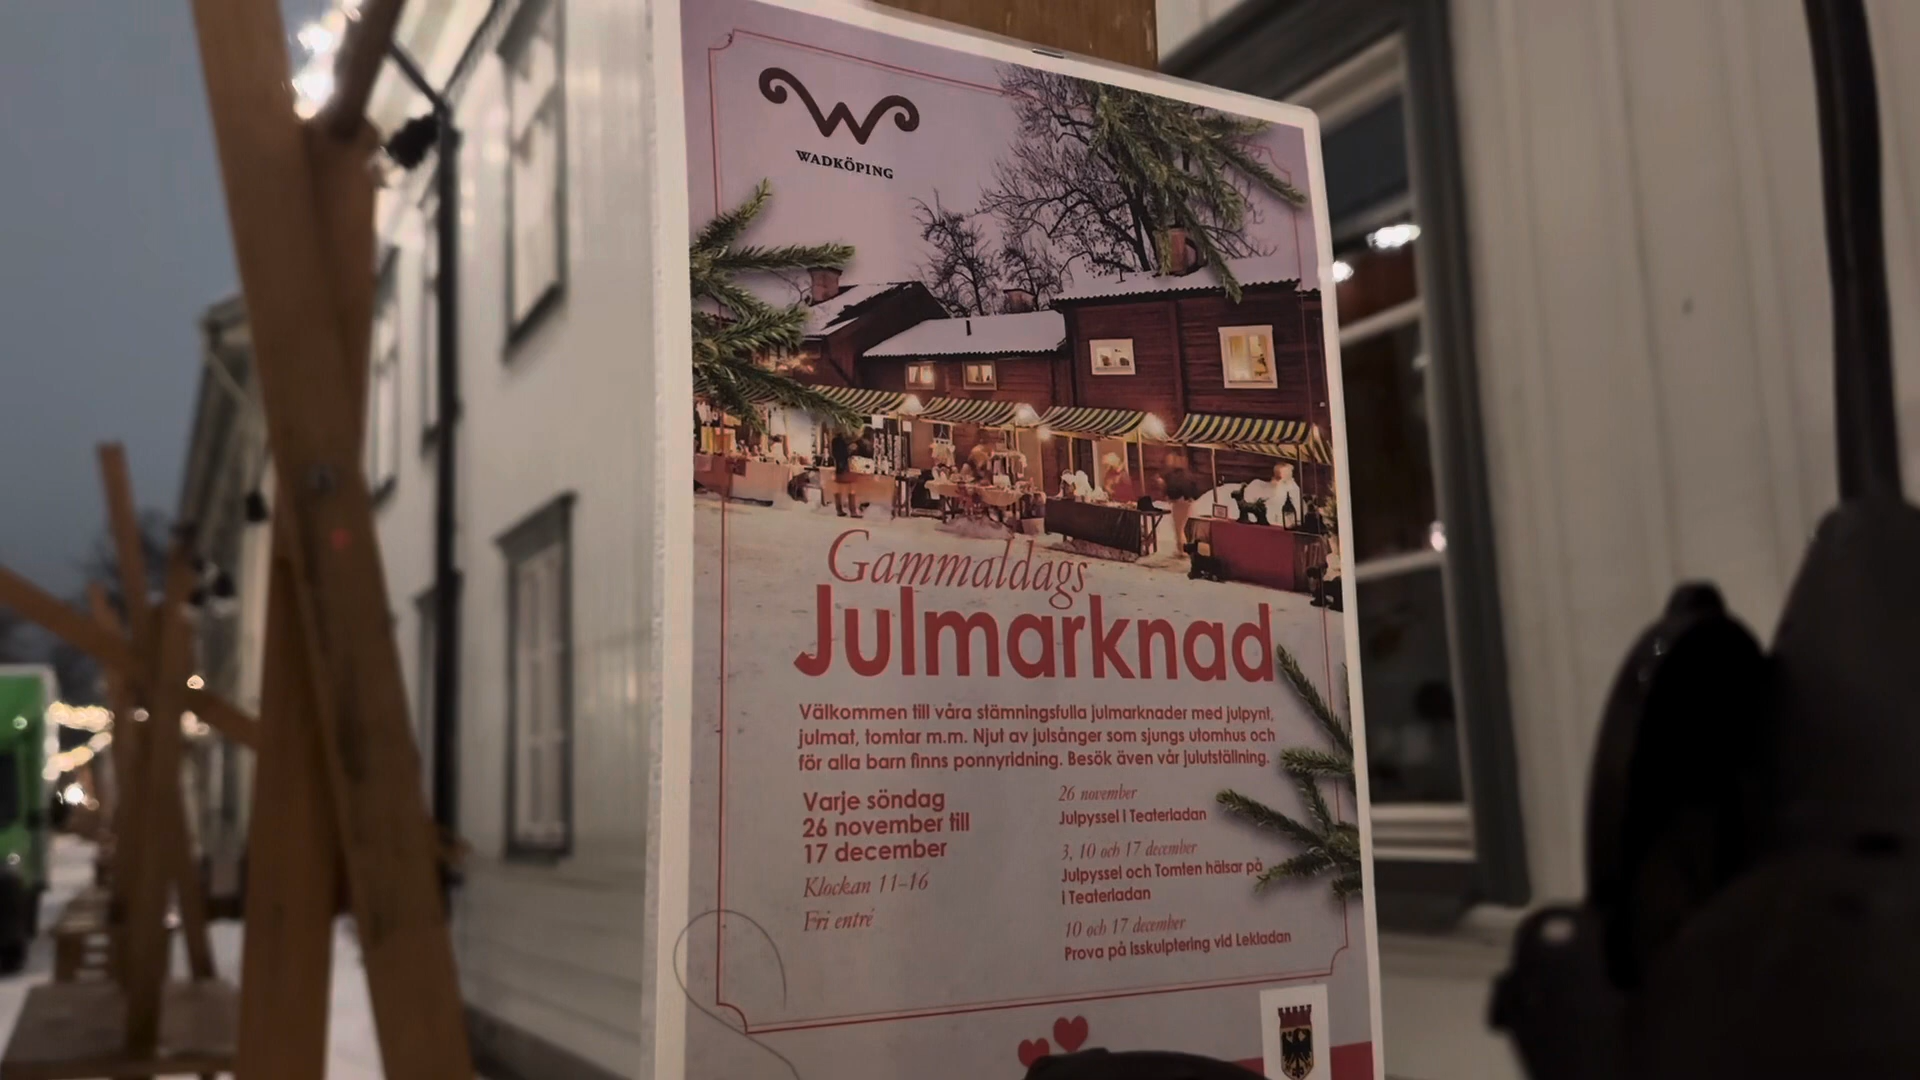 WADKÖPING
Gammaldags
Julmarknad
Välkommen till våra stämningsfulla julmarknader med julpynt,
julmat, tomtar m.m. Njut av julsånger som sjungs utomhus och
för alla barn finns ponnyridning. Besök även vår julutställning.
Varje söndag
26 november till
17 december
Klockan 11–16
Fri entré
26 november
Julpyssel i Teaterladan
3, 10 och 17 december
Julpyssel och Tomten hälsar på
i Teaterladan
10 och 17 december
Prova på isskulptering vid Lekladan